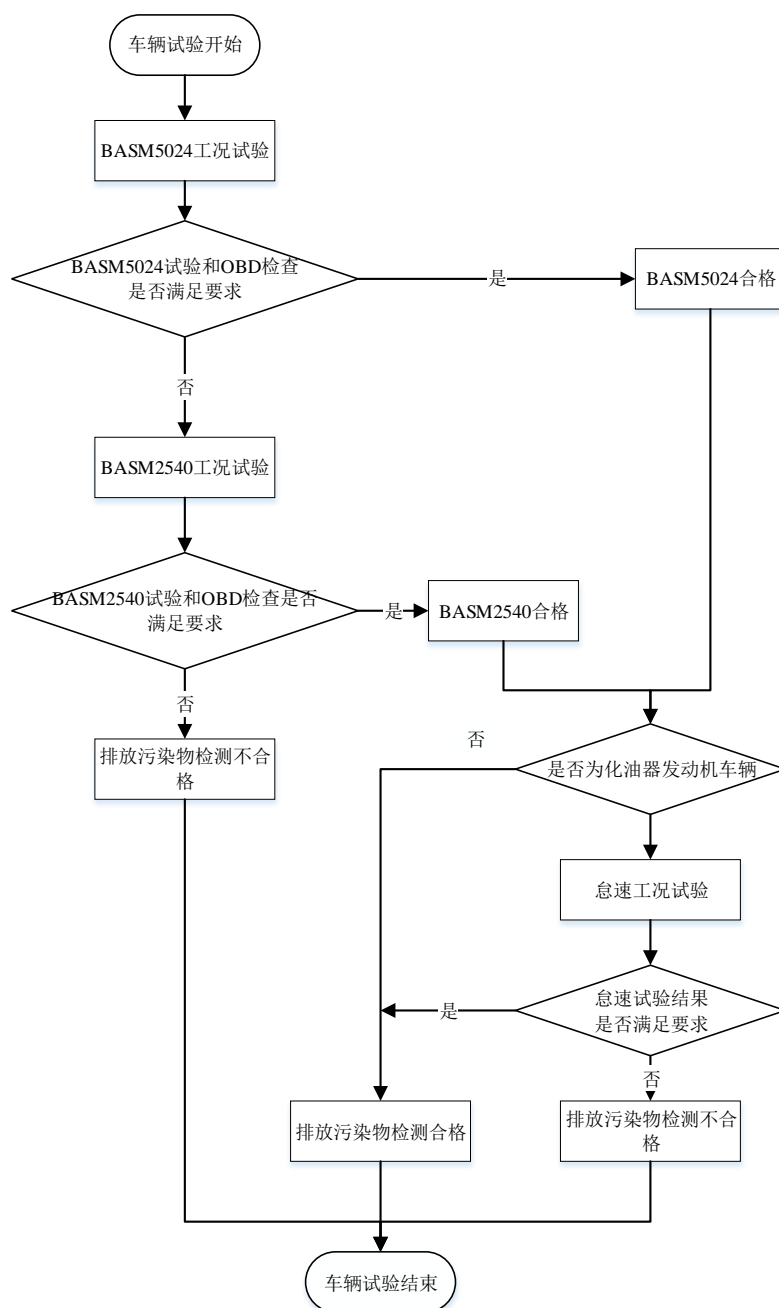 车辆试验开始
BASM5024工况试验
BASM5024试验和OBD检查
是否满足要求
是
BASM5024合格
否
BASM2540工况试验
BASM2540试验和OBD检查是否
满足要求
是
BASM2540合格
否
排放污染物检测不合
格
否
是否为化油器发动机车辆
怠速工况试验
怠速试验结果
是否满足要求
是
否
排放污染物检测合格
排放污染物检测不合
格
车辆试验结束